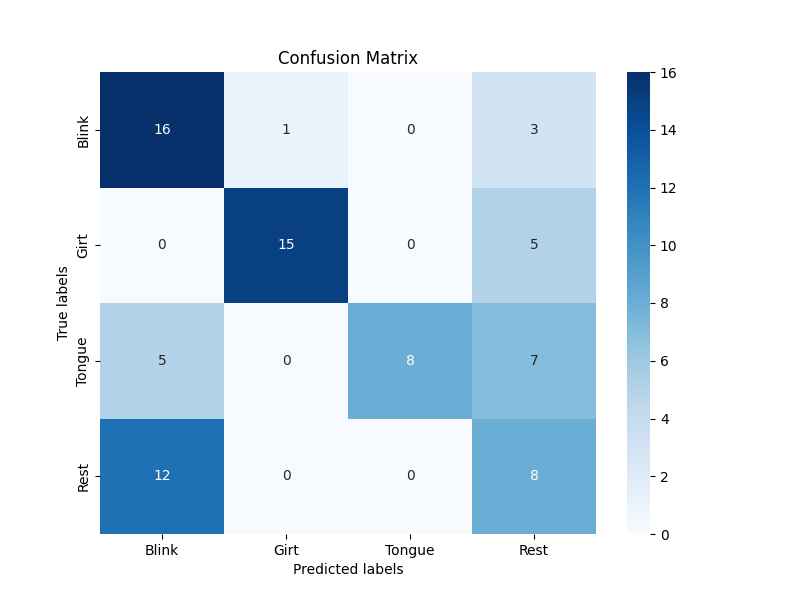 Confusion Matrix
True labels
Blink
16 1 0 3
Girt
0 15 0 5
Tongue
5 0 8 7
Rest
12 0 0 8
Blink Girt Tongue Rest
Predicted labels
16
14
12
10
8
6
4
2
0